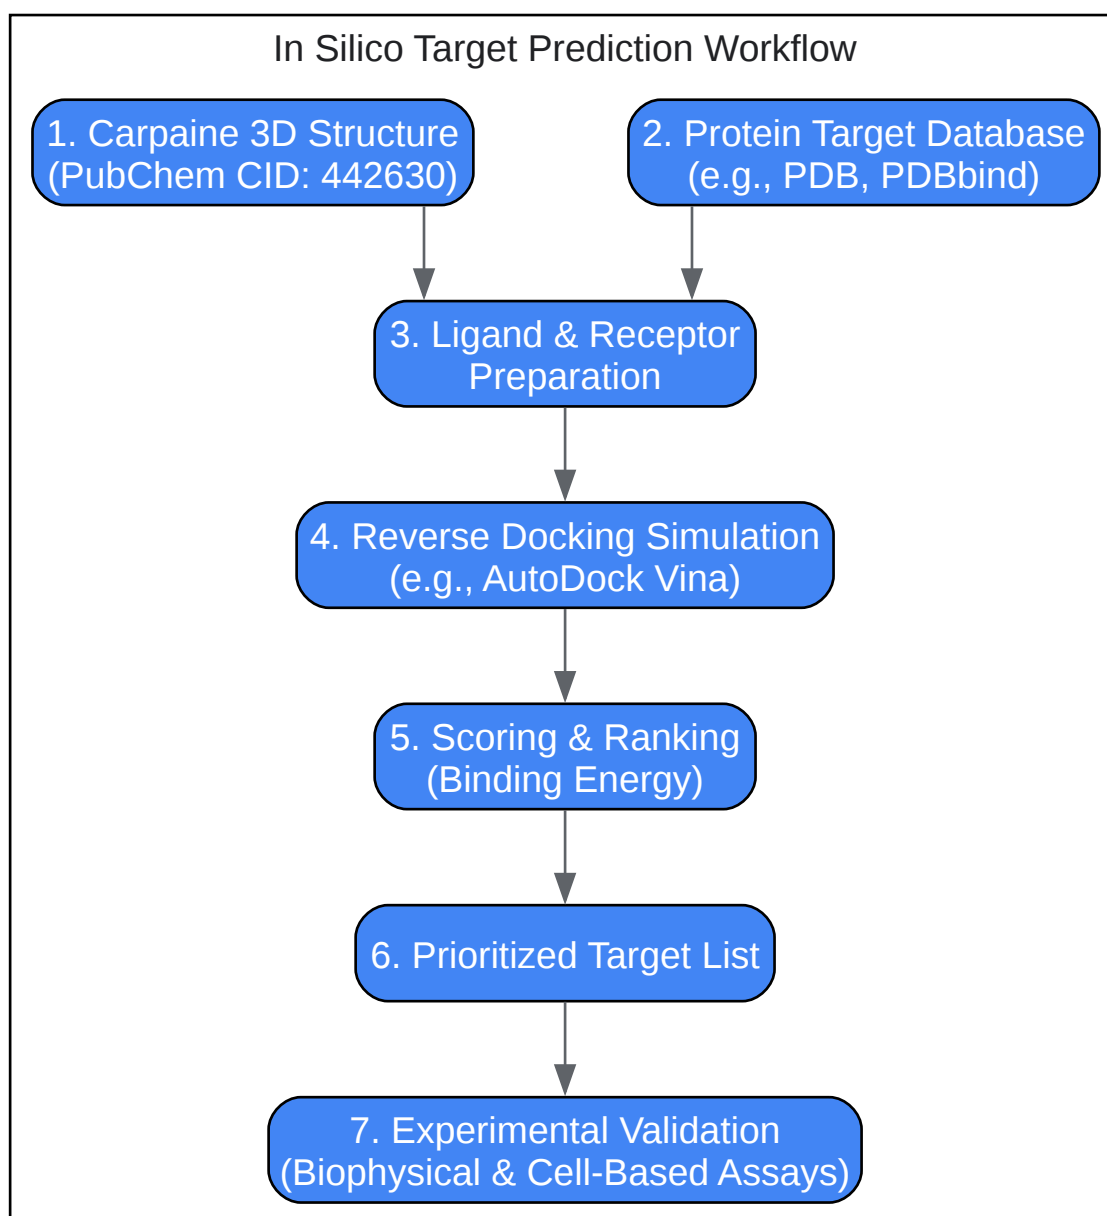 In Silico Target Prediction Workflow
1. Carpaine 3D Structure
(PubChem CID: 442630)
2. Protein Target Database
(e.g., PDB, PDBbind)
3. Ligand & Receptor
Preparation
4. Reverse Docking Simulation
(e.g., AutoDock Vina)
5. Scoring & Ranking
(Binding Energy)
6. Prioritized Target List
7. Experimental Validation
(Biophysical & Cell-Based Assays)